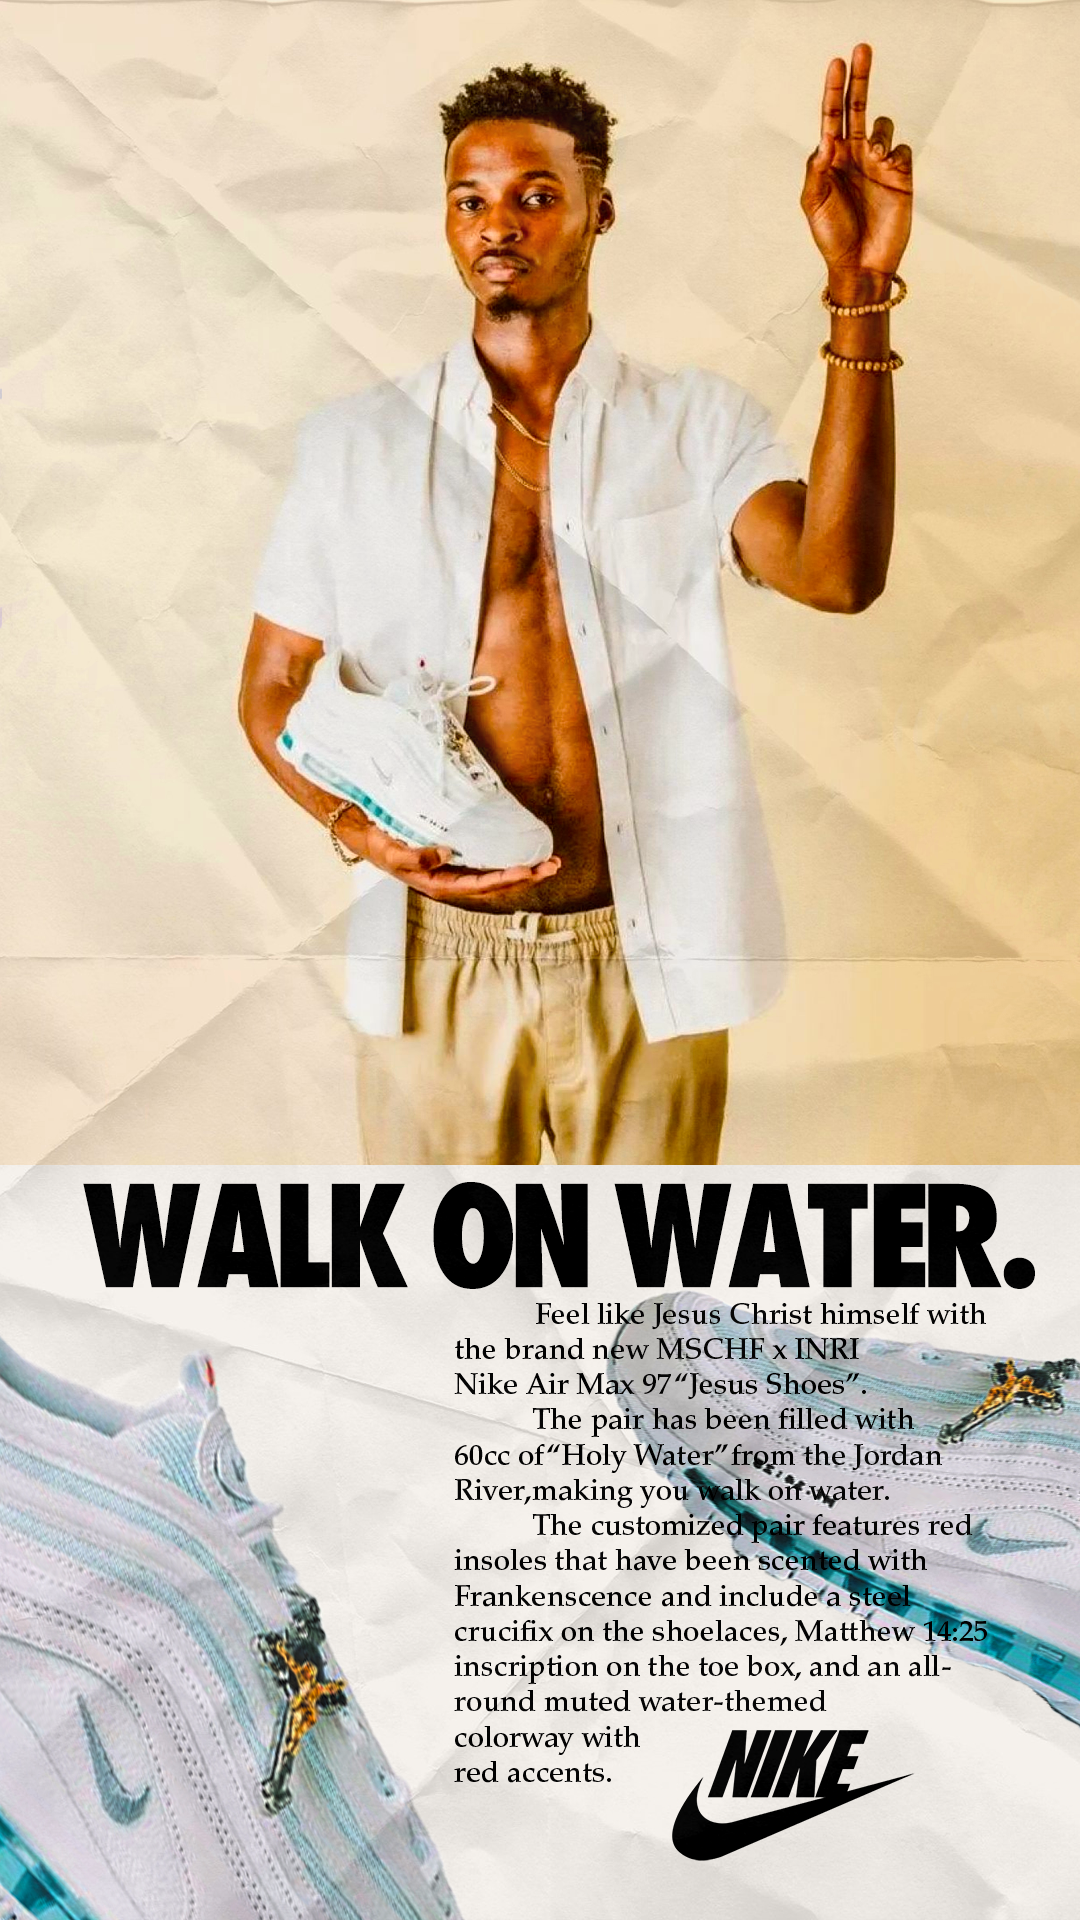 WALK ON WATER.
Feel like Jesus Christ himself with
the brand new MSCHF x INRI
Nike Air Max 97 “Jesus Shoes”.
The pair has been filled with
60cc of “Holy Water” from the Jordan
River,making you walk on water.
The customized pair features red
insoles that have been scented with
Frankenscence and include a steel
crucifix on the shoelaces, Matthew 14:25
inscription on the toe box, and an all-
round muted water-themed
colorway with
red accents.
NIKE